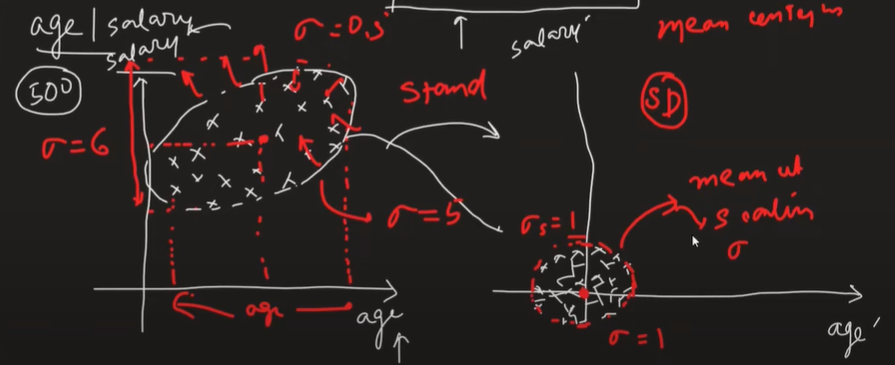 age | salary
salary
σ=0.5
salary'
mean centering
500
Stand
SD
σ=6
mean at
scaling
σ
σ=5
σs=1
age
age
age'
σ=1